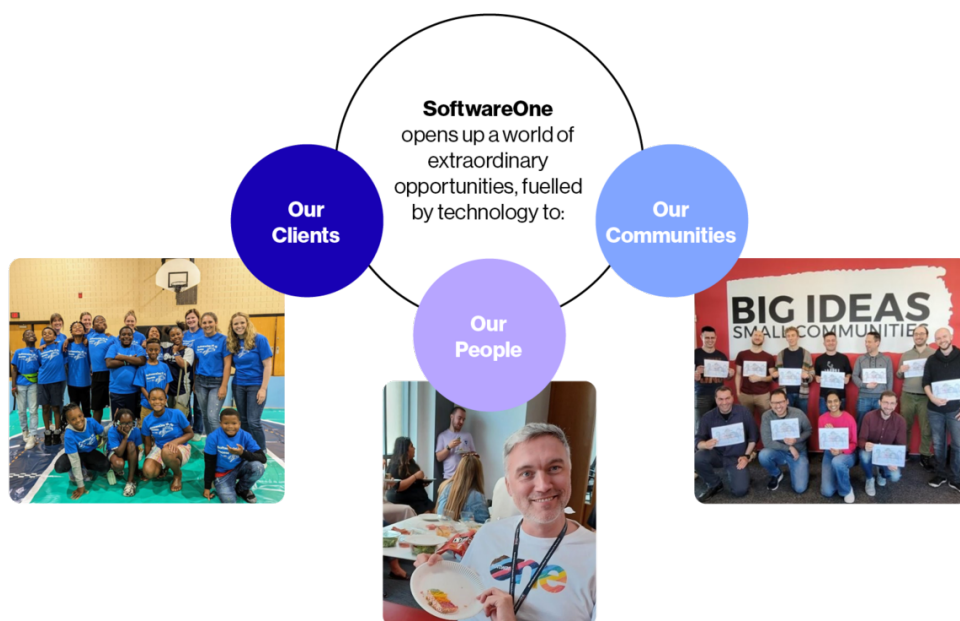 SoftwareOne
opens up a world of
extraordinary
opportunities, fuelled
by technology to:
Our
Clients
Our
Communities
Our
People
BIG IDEAS
SMALL COMMUNITIES
one